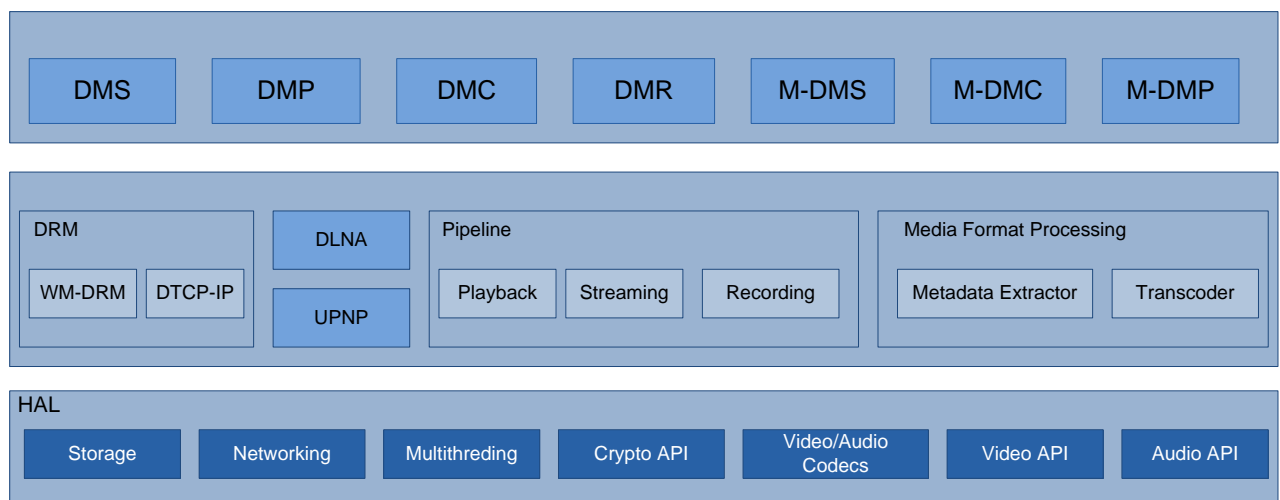 DMS
DMP
DMC
DMR
M-DMS
M-DMC
M-DMP
DRM
WM-DRM
DTCP-IP
DLNA
UPNP
Pipeline
Playback
Streaming
Recording
Media Format Processing
Metadata Extractor
Transcoder
HAL
Storage
Networking
Multithreding
Crypto API
Video/Audio
Codecs
Video API
Audio API